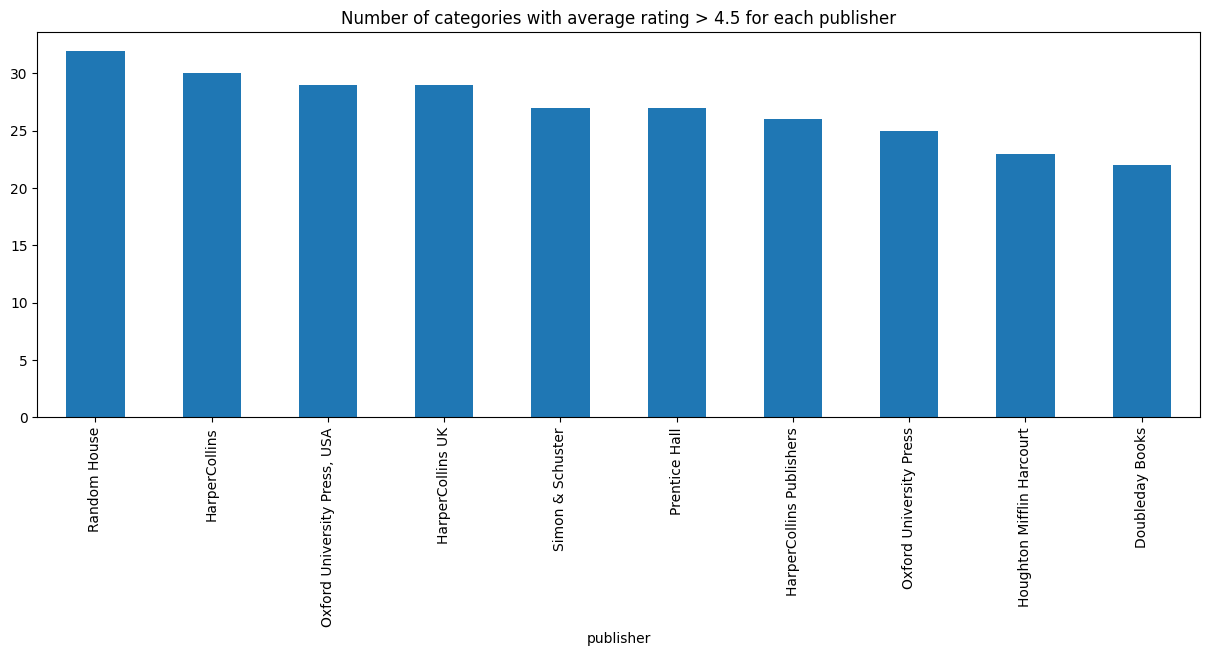 Number of categories with average rating > 4.5 for each publisher
30
25
20
15
10
5
0
Random House
HarperCollins
Oxford University Press, USA
HarperCollins UK
Simon & Schuster
Prentice Hall
HarperCollins Publishers
Oxford University Press
Houghton Mifflin Harcourt
Doubleday Books
publisher